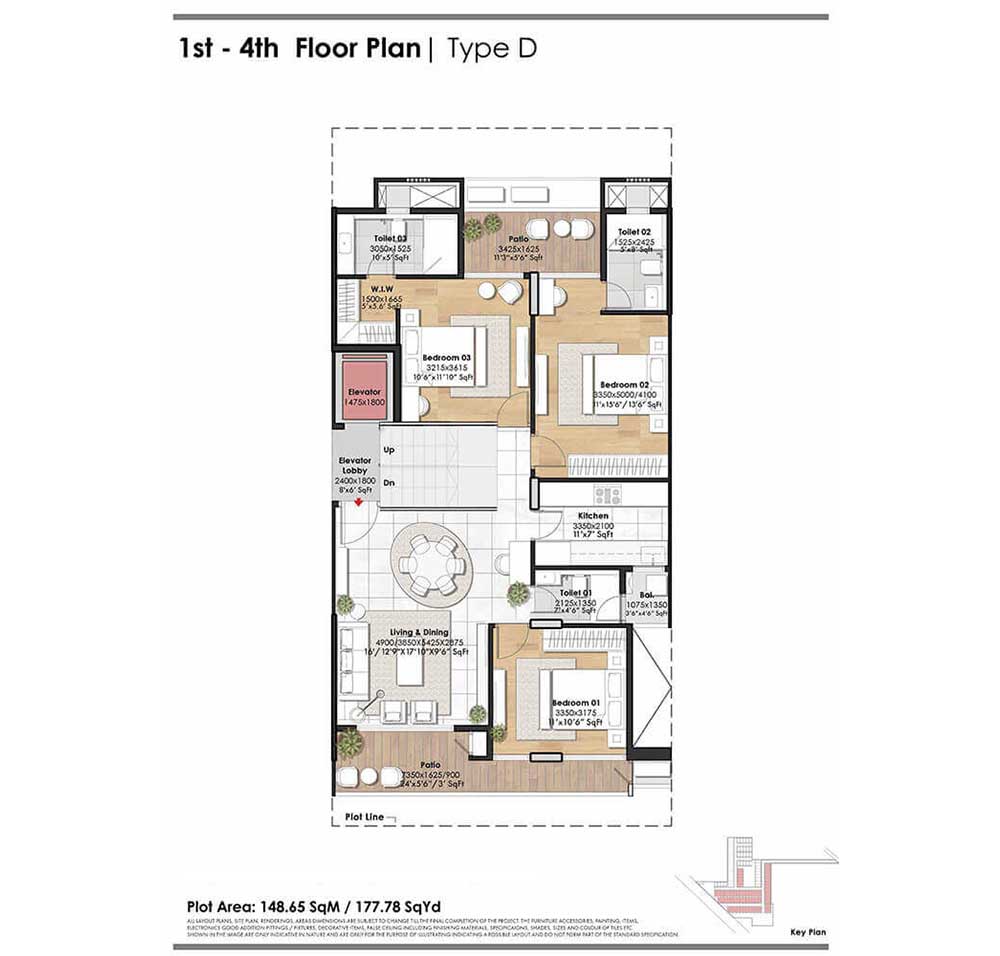 1st - 4th Floor Plan | Type D
Toilet 03
3050x1525
10'x5' SqFt
Patio
3425x1625
11'3"x5'6" SqFt
Toilet 02
1525x2425
5'x8' SqFt
W.I.W
1500x1665
5'x5.6' SqFt
Bedroom 03
3215x3615
10'6"x11'10" SqFt
Bedroom 02
3350x5000/4100
11'x15'6"/13'6" SqFt
Elevator
1475x1800
Up
Elevator
Lobby
2400x1800
8'x6' SqFt
Dn
Kitchen
3350x2100
11'x7' SqFt
Toilet 01
2125x1350
7'x4'6" SqFt
Bal.
1075x1350
3'6"x4'6" SqFt
Living & Dining
4900/3850X5425X2875
16'/ 12'9"X17'10"X9'6" SqFt
Bedroom 01
3350x3175
11'x10'6" SqFt
Patio
7350x1625/900
24'x5'6"/3' SqFt
Plot Line
Plot Area: 148.65 SqM / 177.78 SqYd
ALL LAYOUT PLANS, SITE PLAN, RENDERINGS, AREAS DIMENSIONS ARE SUBJECT TO CHANGE TILL THE FINAL COMPLETION OF THE PROJECT. THE FURNITURE ACCESSORIES, PAINTING, ITEMS,
ELECTRONICS GOOD ADDITION FITTINGS / FIXTURES, DECORATIVE ITEMS, FALSE CEILING INCLUDING FINISHING MATERIALS, SPECIFICAIONS, SHADES, SIZES AND COLOUR OF TILES ETC.
SHOWN IN THE IMAGE ARE ONLY INDICATIVE IN NATURE AND ARE ONLY FOR THE PURPOSE OF ILLUSTRATING INDICATING A POSSIBLE LAYOUT AND DO NOT FORM PART OF THE STANDARD SPECIFICATION.
Key Plan